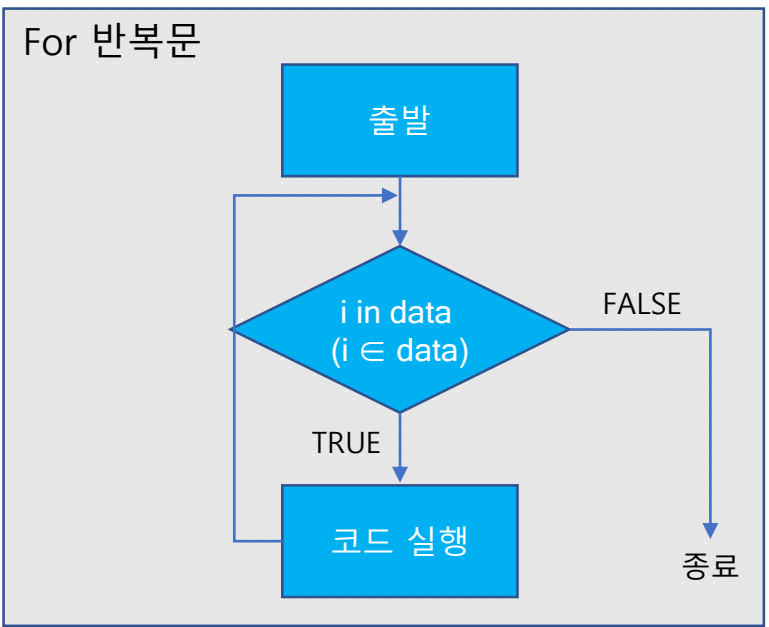 For 반복문
출발
i in data
(i ∈ data)
FALSE
TRUE
코드 실행
종료